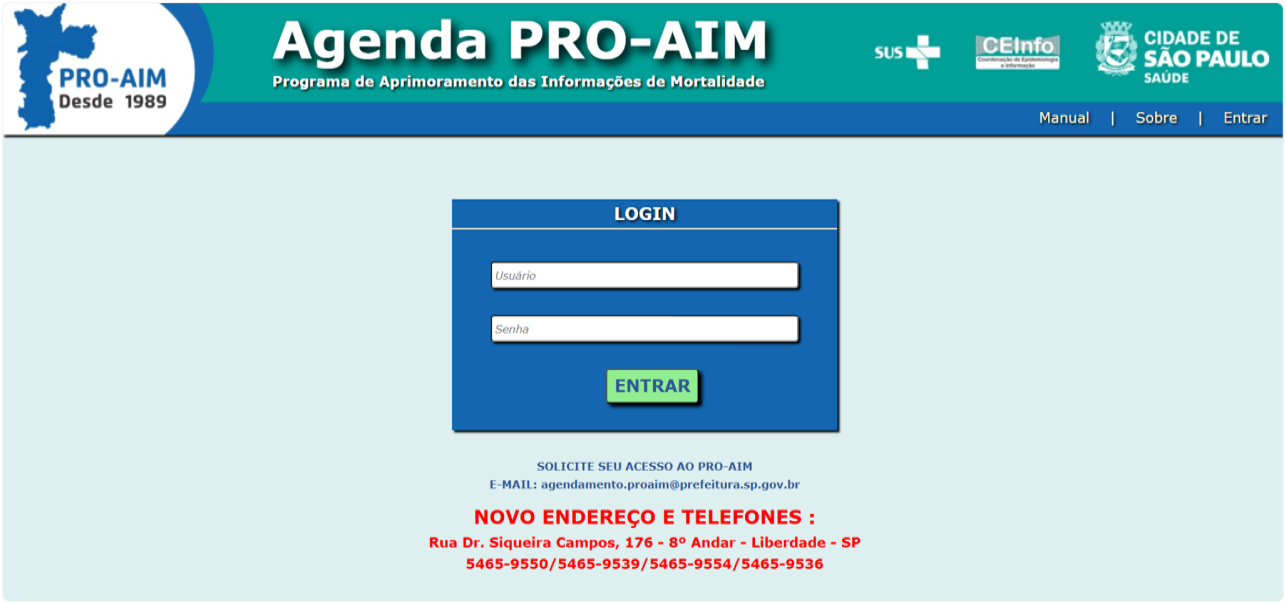 PRO-AIM
Desde 1989
Agenda PRO-AIM
Programa de Aprimoramento das Informações de Mortalidade
SUS
CEInfo
Coordenação de Epidemiologia
e Informação
CIDADE DE
SÃO PAULO
SAÚDE
Manual | Sobre | Entrar
LOGIN
Usuário
Senha
ENTRAR
SOLICITE SEU ACESSO AO PRO-AIM
E-MAIL: agendamento.proaim@prefeitura.sp.gov.br
NOVO ENDEREÇO E TELEFONES :
Rua Dr. Siqueira Campos, 176 - 8º Andar - Liberdade - SP
5465-9550/5465-9539/5465-9554/5465-9536